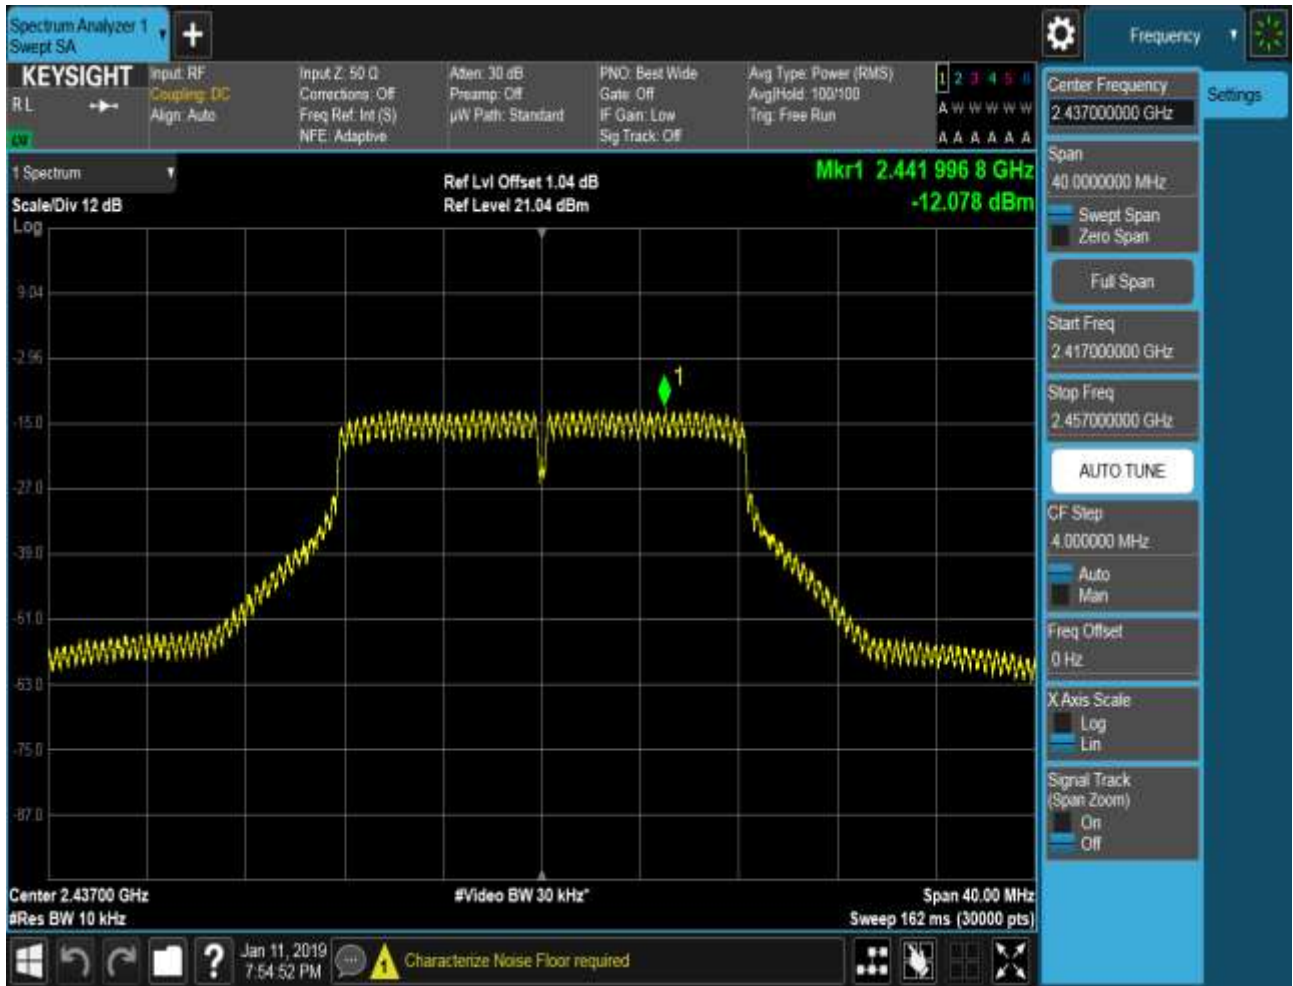 Spectrum Analyzer 1
Swept SA
+
Frequency
KEYSIGHT
R L
Input: RF
Coupling: DC
Align: Auto
Input Z: 50 Ω
Corrections: Off
Freq Ref: Int (S)
NFE: Adaptive
Atten: 30 dB
Preamp: Off
µW Path: Standard
PNO: Best Wide
Gate: Off
IF Gain: Low
Sig Track: Off
Avg Type: Power (RMS)
Avg|Hold: 100/100
Trig: Free Run
1 2 3 4 5 6
A W W W W W
A A A A A A
1 Spectrum
Scale/Div 12 dB
Log
Ref Lvl Offset 1.04 dB
Ref Level 21.04 dBm
Mkr1 2.441 996 8 GHz
-12.078 dBm
9.04
-2.96
-15.0
-27.0
-39.0
-51.0
-63.0
-75.0
-87.0
1
Center 2.43700 GHz
#Res BW 10 kHz
#Video BW 30 kHz*
Span 40.00 MHz
Sweep 162 ms (30000 pts)
Center Frequency
2.437000000 GHz
Settings
Span
40.0000000 MHz
Swept Span
Zero Span
Full Span
Start Freq
2.417000000 GHz
Stop Freq
2.457000000 GHz
AUTO TUNE
CF Step
4.000000 MHz
Auto
Man
Freq Offset
0 Hz
X Axis Scale
Log
Lin
Signal Track
(Span Zoom)
On
Off
?
Jan 11, 2019
7:54:52 PM
1
Characterize Noise Floor required